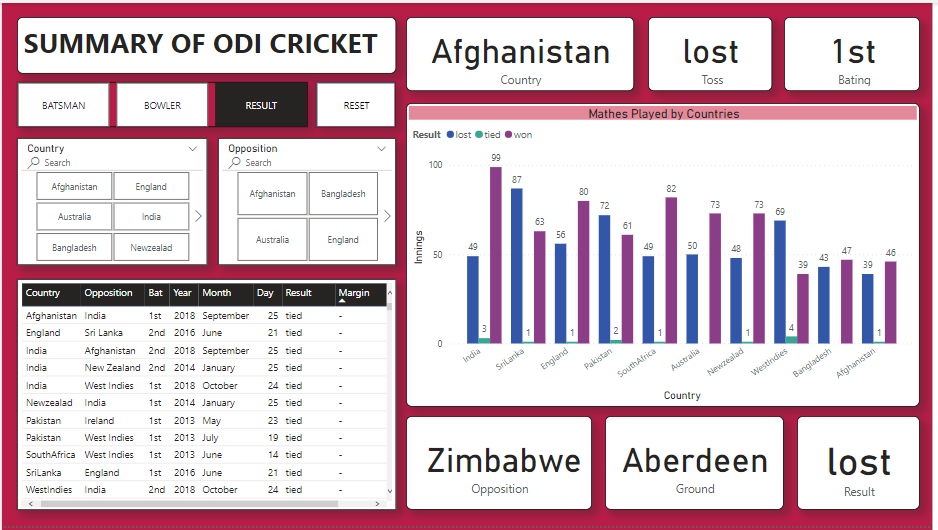 SUMMARY OF ODI CRICKET
Afghanistan
Country
lost
Toss
1st
Bating
BATSMAN
BOWLER
RESULT
RESET
Country
Search
Afghanistan England
Australia India
Bangladesh Newzealad
Opposition
Search
Afghanistan Bangladesh
Australia England
Mathes Played by Countries
Result lost tied won
Innings
100
50
0
49 3 99
87 1 63
56 1 80
72 2 61
49 1 82
50 73
48 1 73
69 4 39
43 47
39 1 46
India SriLanka England Pakistan SouthAfrica Australia Newzealad WestIndies Bangladesh Afghanistan
Country
Country Opposition Bat Year Month Day Result Margin
Afghanistan India 1st 2018 September 25 tied -
England Sri Lanka 2nd 2016 June 21 tied -
India Afghanistan 2nd 2018 September 25 tied -
India New Zealand 2nd 2014 January 25 tied -
India West Indies 1st 2018 October 24 tied -
Newzealad India 1st 2014 January 25 tied -
Pakistan Ireland 1st 2013 May 23 tied -
Pakistan West Indies 1st 2013 July 19 tied -
SouthAfrica West Indies 1st 2013 June 14 tied -
SriLanka England 1st 2016 June 21 tied -
WestIndies India 2nd 2018 October 24 tied -
Zimbabwe
Opposition
Aberdeen
Ground
lost
Result